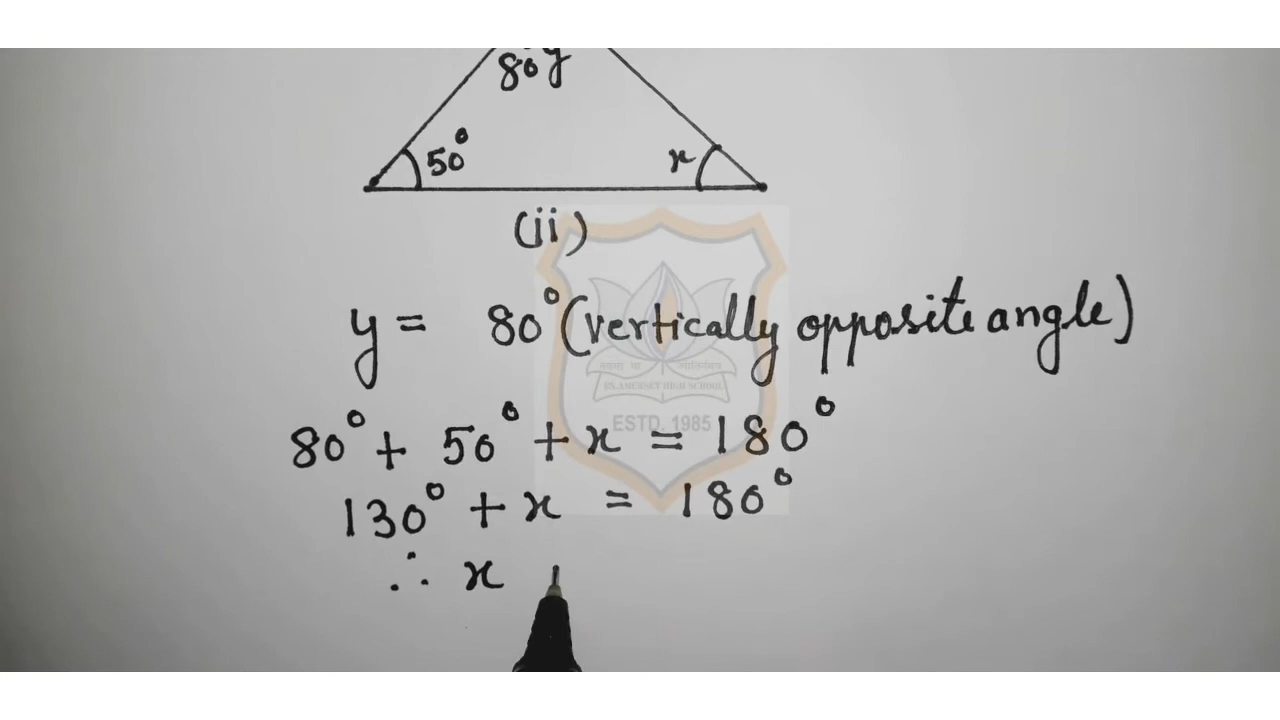 80 y
50° x
(ii)
y = 80° (vertically opposite angle)
80° + 50° + x = 180°
130° + x = 180°
∴ x
ESTD. 1985